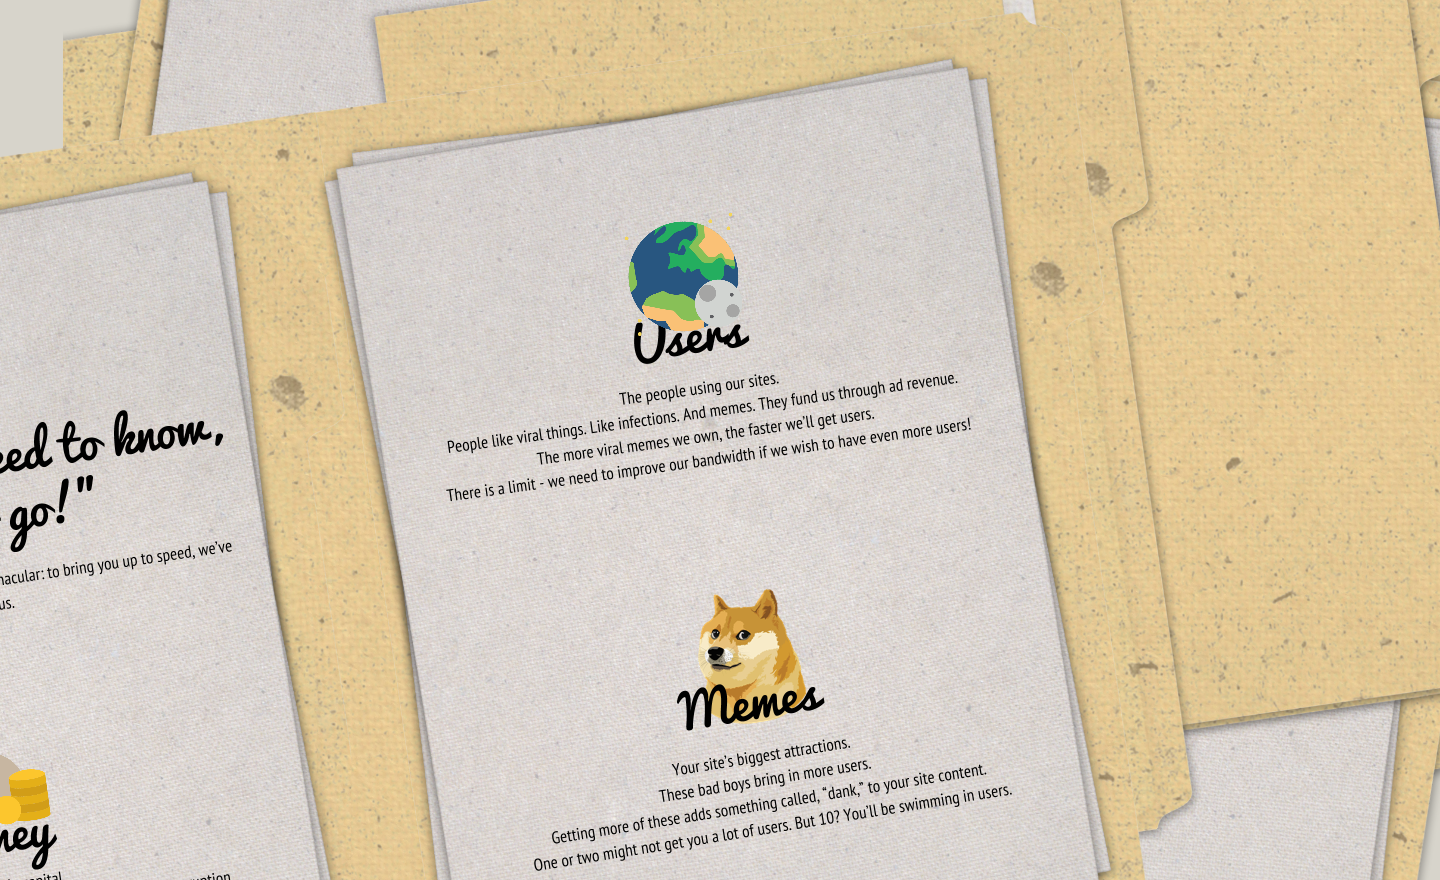 eed to know,
go!"
nacular: to bring you up to speed, we've
us.
ney
Users
The people using our sites.
People like viral things. Like infections. And memes. They fund us through ad revenue.
The more viral memes we own, the faster we'll get users.
There is a limit - we need to improve our bandwidth if we wish to have even more users!
Memes
Your site's biggest attractions.
These bad boys bring in more users.
Getting more of these adds something called, “dank,” to your site content.
One or two might not get you a lot of users. But 10? You'll be swimming in users.